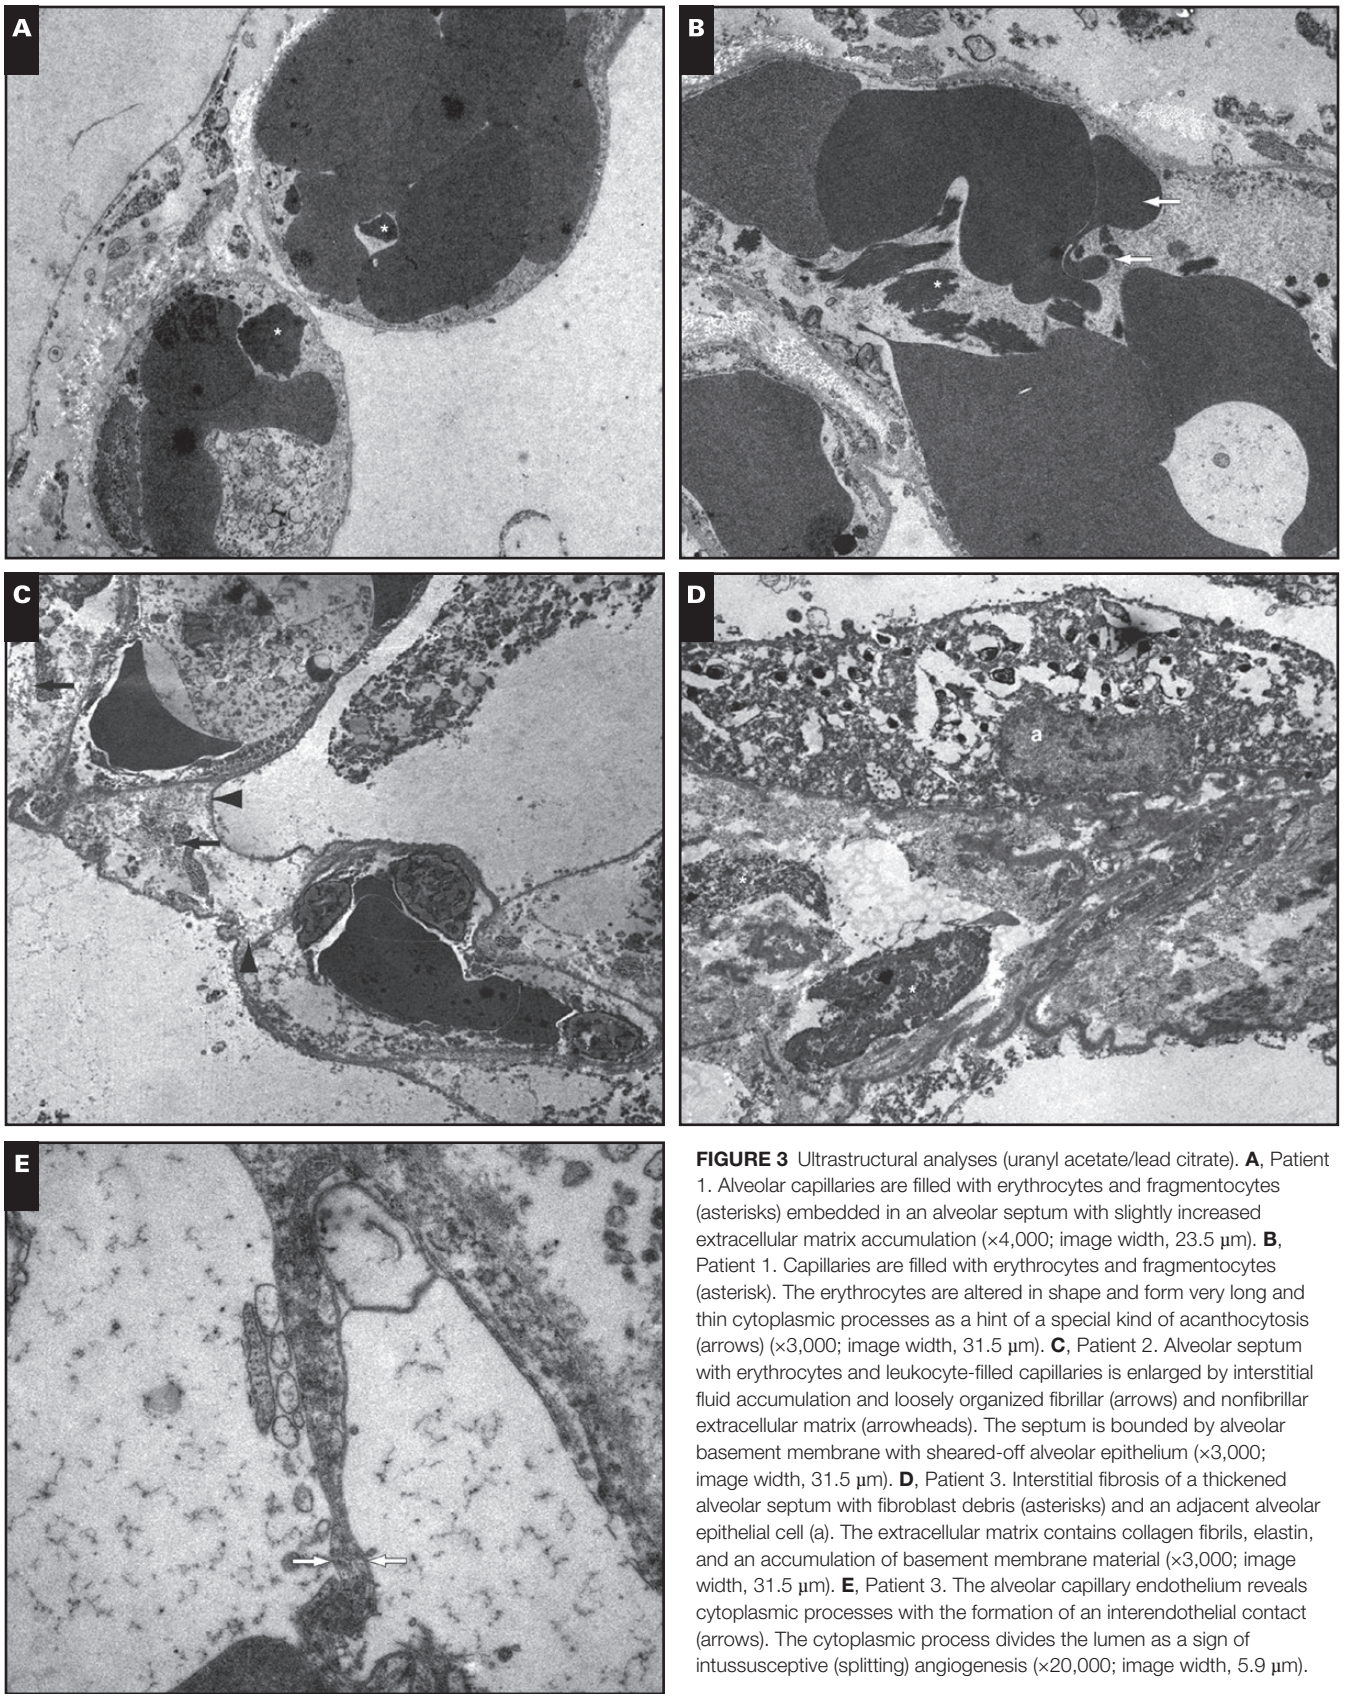 A
B
C
D
a
E
FIGURE 3 Ultrastructural analyses (uranyl acetate/lead citrate). A, Patient
1. Alveolar capillaries are filled with erythrocytes and fragmentocytes
(asterisks) embedded in an alveolar septum with slightly increased
extracellular matrix accumulation (×4,000; image width, 23.5 μm). B,
Patient 1. Capillaries are filled with erythrocytes and fragmentocytes
(asterisk). The erythrocytes are altered in shape and form very long and
thin cytoplasmic processes as a hint of a special kind of acanthocytosis
(arrows) (×3,000; image width, 31.5 μm). C, Patient 2. Alveolar septum
with erythrocytes and leukocyte-filled capillaries is enlarged by interstitial
fluid accumulation and loosely organized fibrillar (arrows) and nonfibrillar
extracellular matrix (arrowheads). The septum is bounded by alveolar
basement membrane with sheared-off alveolar epithelium (×3,000;
image width, 31.5 μm). D, Patient 3. Interstitial fibrosis of a thickened
alveolar septum with fibroblast debris (asterisks) and an adjacent alveolar
epithelial cell (a). The extracellular matrix contains collagen fibrils, elastin,
and an accumulation of basement membrane material (×3,000; image
width, 31.5 μm). E, Patient 3. The alveolar capillary endothelium reveals
cytoplasmic processes with the formation of an interendothelial contact
(arrows). The cytoplasmic process divides the lumen as a sign of
intussusceptive (splitting) angiogenesis (×20,000; image width, 5.9 μm).